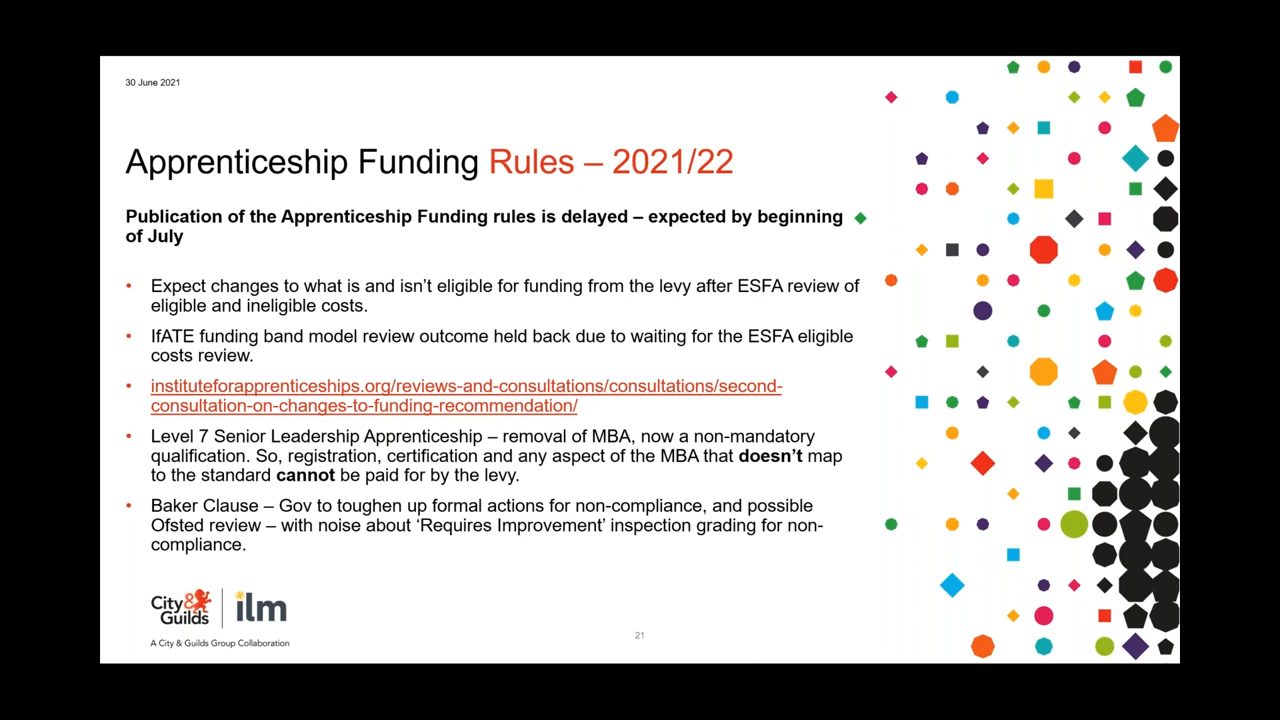 30 June 2021
Apprenticeship Funding Rules – 2021/22
Publication of the Apprenticeship Funding rules is delayed – expected by beginning
of July
• Expect changes to what is and isn’t eligible for funding from the levy after ESFA review of
eligible and ineligible costs.
• IfATE funding band model review outcome held back due to waiting for the ESFA eligible
costs review.
• instituteforapprenticeships.org/reviews-and-consultations/consultations/second-
consultation-on-changes-to-funding-recommendation/
• Level 7 Senior Leadership Apprenticeship – removal of MBA, now a non-mandatory
qualification. So, registration, certification and any aspect of the MBA that doesn’t map
to the standard cannot be paid for by the levy.
• Baker Clause – Gov to toughen up formal actions for non-compliance, and possible
Ofsted review – with noise about ‘Requires Improvement’ inspection grading for non-
compliance.
City &
Guilds
ilm
A City & Guilds Group Collaboration
21